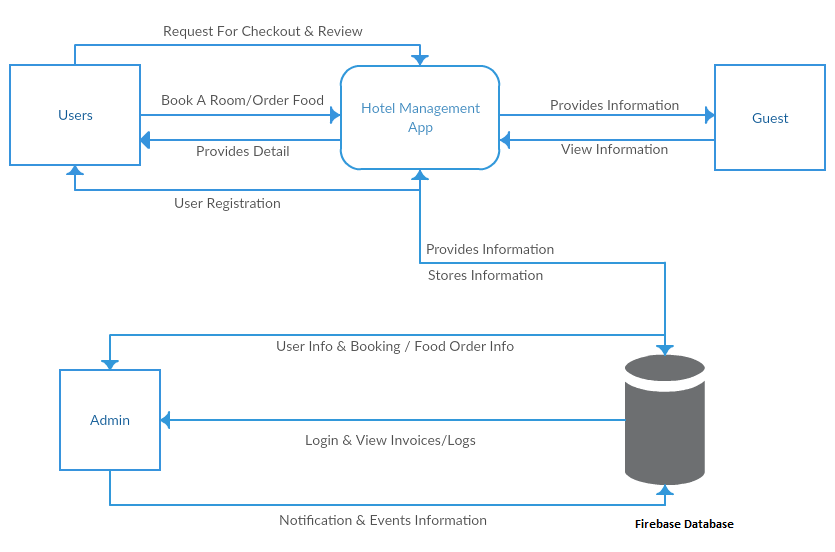 Request For Checkout & Review
Users
Book A Room/Order Food
Hotel Management
App
Provides Information
Guest
Provides Detail
View Information
User Registration
Provides Information
Stores Information
User Info & Booking / Food Order Info
Admin
Login & View Invoices/Logs
Notification & Events Information
Firebase Database